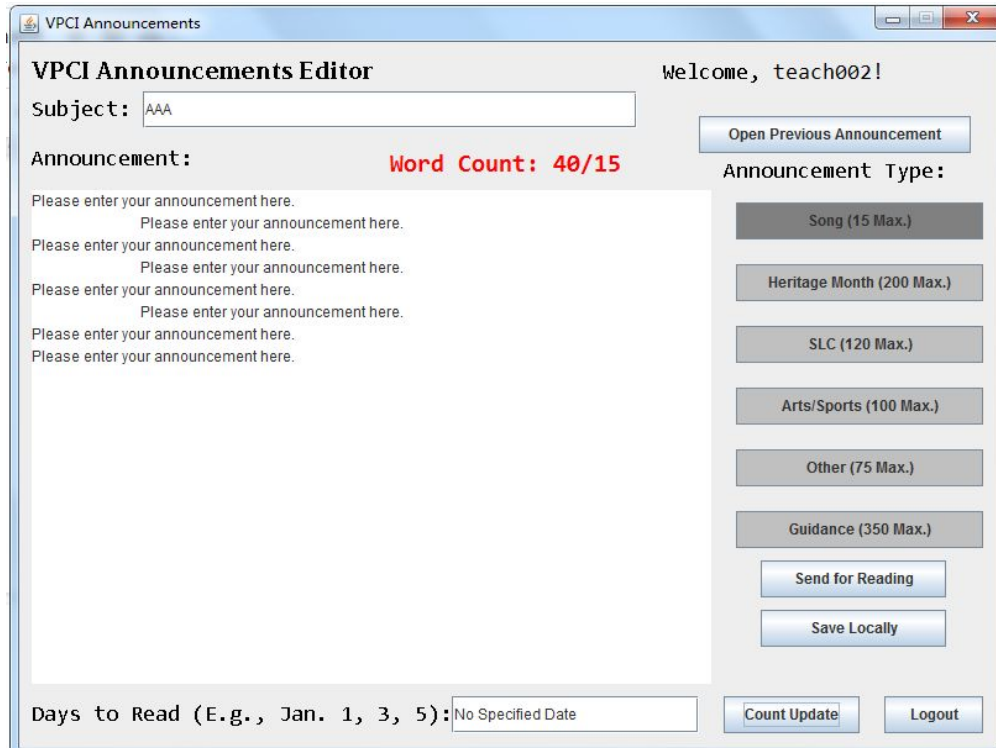 VPCI Announcements
VPCI Announcements Editor
Welcome, teach002!
Subject: AAA
Open Previous Announcement
Announcement:
Word Count: 40/15
Announcement Type:
Please enter your announcement here.
Please enter your announcement here.
Please enter your announcement here.
Please enter your announcement here.
Please enter your announcement here.
Please enter your announcement here.
Please enter your announcement here.
Please enter your announcement here.
Song (15 Max.)
Heritage Month (200 Max.)
SLC (120 Max.)
Arts/Sports (100 Max.)
Other (75 Max.)
Guidance (350 Max.)
Send for Reading
Save Locally
Days to Read (E.g., Jan. 1, 3, 5): No Specified Date
Count Update
Logout